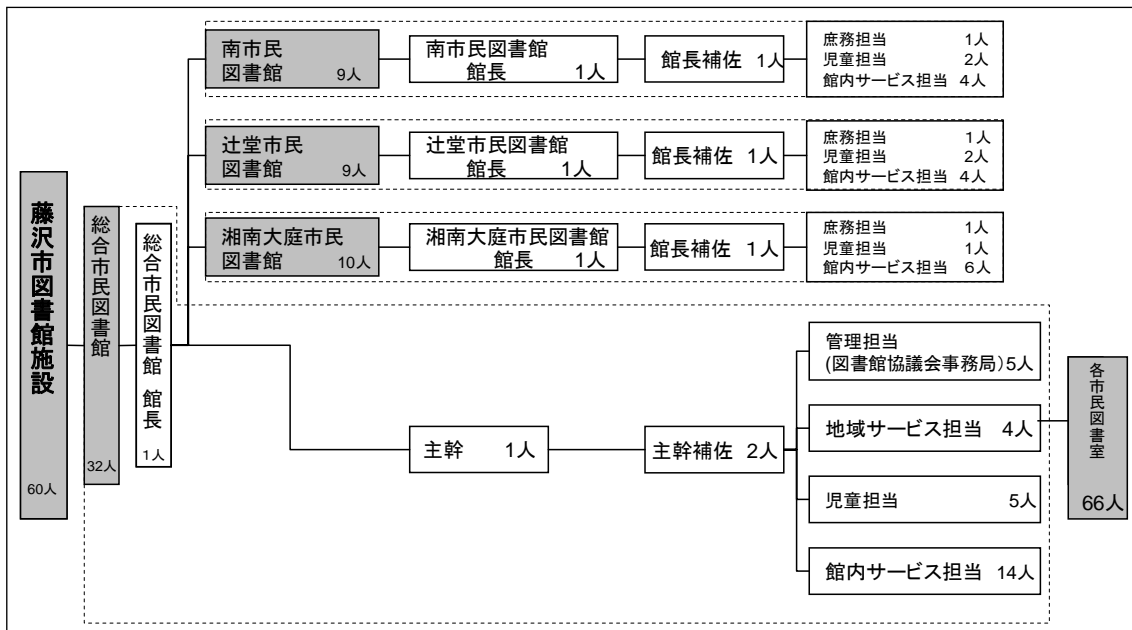 南市民
図書館 9人
南市民図書館
館長 1人
館長補佐 1人
庶務担当 1人
児童担当 2人
館内サービス担当 4人
辻堂市民
図書館 9人
辻堂市民図書館
館長 1人
館長補佐 1人
庶務担当 1人
児童担当 2人
館内サービス担当 4人
湘南大庭市民
図書館 10人
湘南大庭市民図書館
館長 1人
館長補佐 1人
庶務担当 1人
児童担当 1人
館内サービス担当 6人
藤沢市図書館施設
60人
総合市民図書館
32人
総合市民図書館 館長
1人
主幹 1人
主幹補佐 2人
管理担当
(図書館協議会事務局)5人
地域サービス担当 4人
児童担当 5人
館内サービス担当 14人
各市民図書室
66人